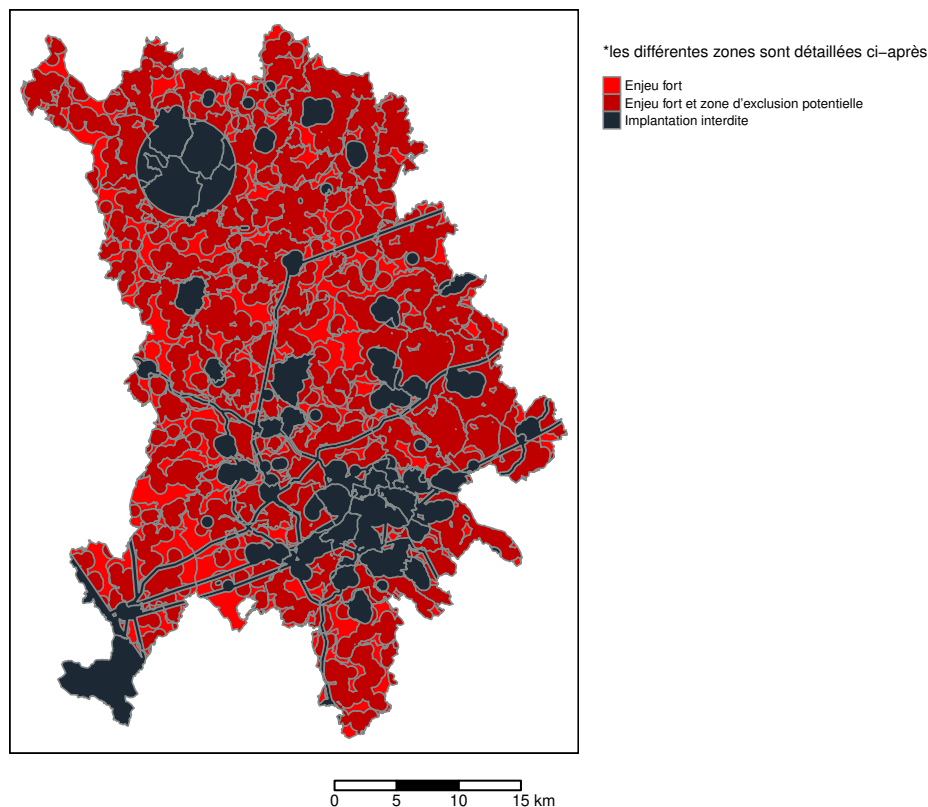 *les différentes zones sont détaillées ci−après
Enjeu fort
Enjeu fort et zone d'exclusion potentielle
Implantation interdite
0 5 10 15 km